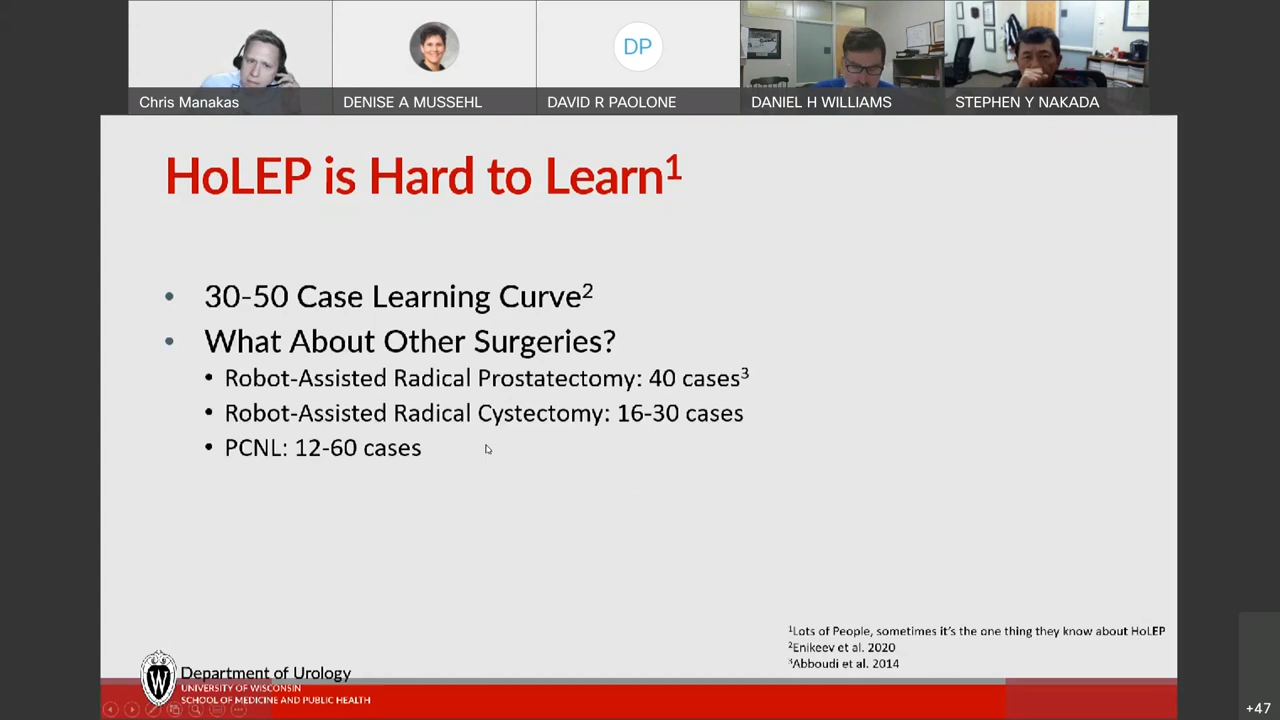 Chris Manakas
DENISE A MUSSEHL
DP
DAVID R PAOLONE
DANIEL H WILLIAMS
STEPHEN Y NAKADA
HoLEP is Hard to Learn¹
• 30-50 Case Learning Curve²
• What About Other Surgeries?
• Robot-Assisted Radical Prostatectomy: 40 cases³
• Robot-Assisted Radical Cystectomy: 16-30 cases
• PCNL: 12-60 cases
¹Lots of People, sometimes it's the one thing they know about HoLEP
²Enikeev et al. 2020
³Abboudi et al. 2014
W
Department of Urology
UNIVERSITY OF WISCONSIN
SCHOOL OF MEDICINE AND PUBLIC HEALTH
+47